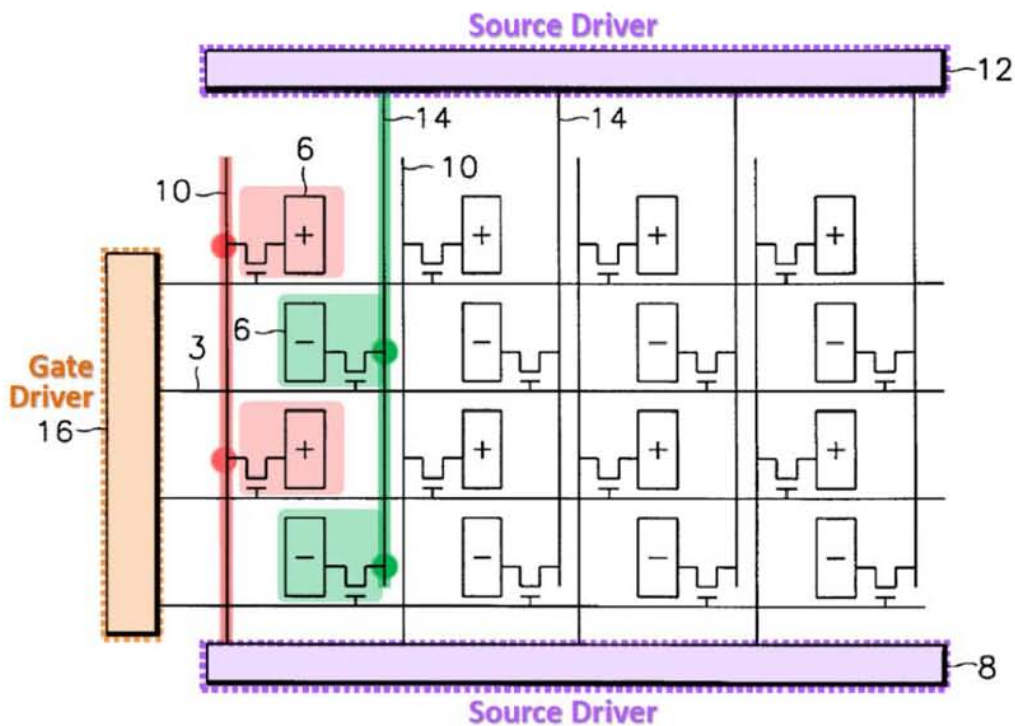 Source Driver
12
14
14
6
10
10
+ + + +
6
− − − −
3
Gate
Driver
16
+ + + +
− − − −
8
Source Driver